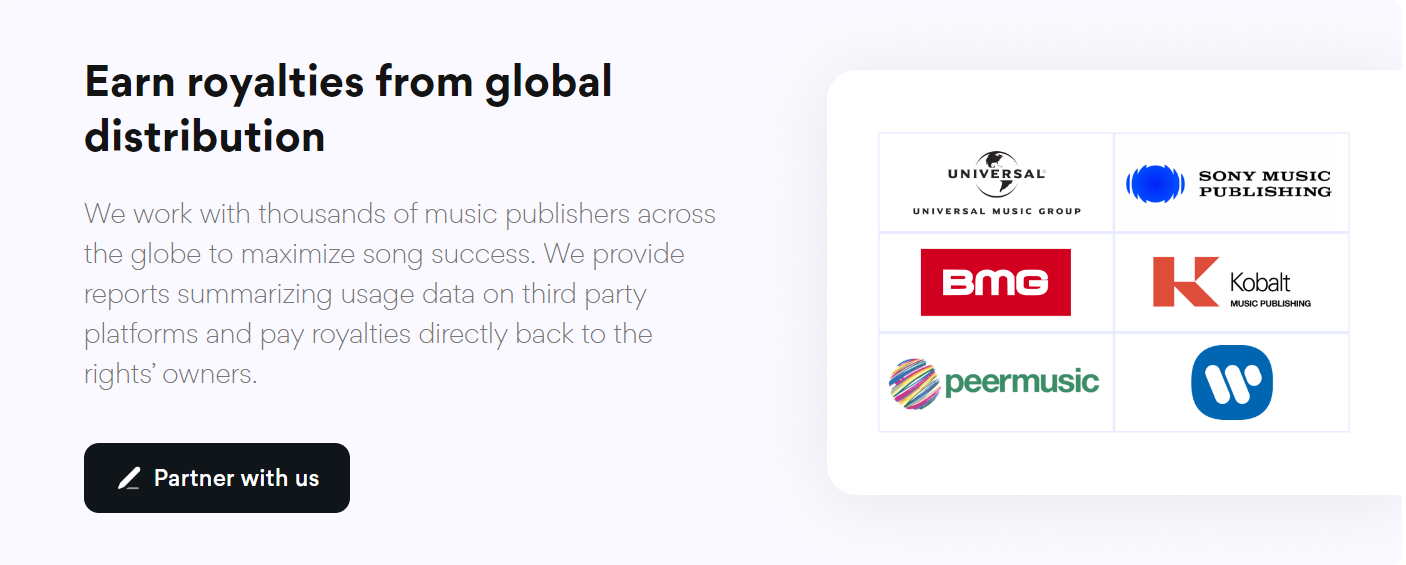 Earn royalties from global
distribution
We work with thousands of music publishers across
the globe to maximize song success. We provide
reports summarizing usage data on third party
platforms and pay royalties directly back to the
rights’ owners.
Partner with us
UNIVERSAL
UNIVERSAL MUSIC GROUP
SONY MUSIC
PUBLISHING
BMG
Kobalt
MUSIC PUBLISHING
peermusic